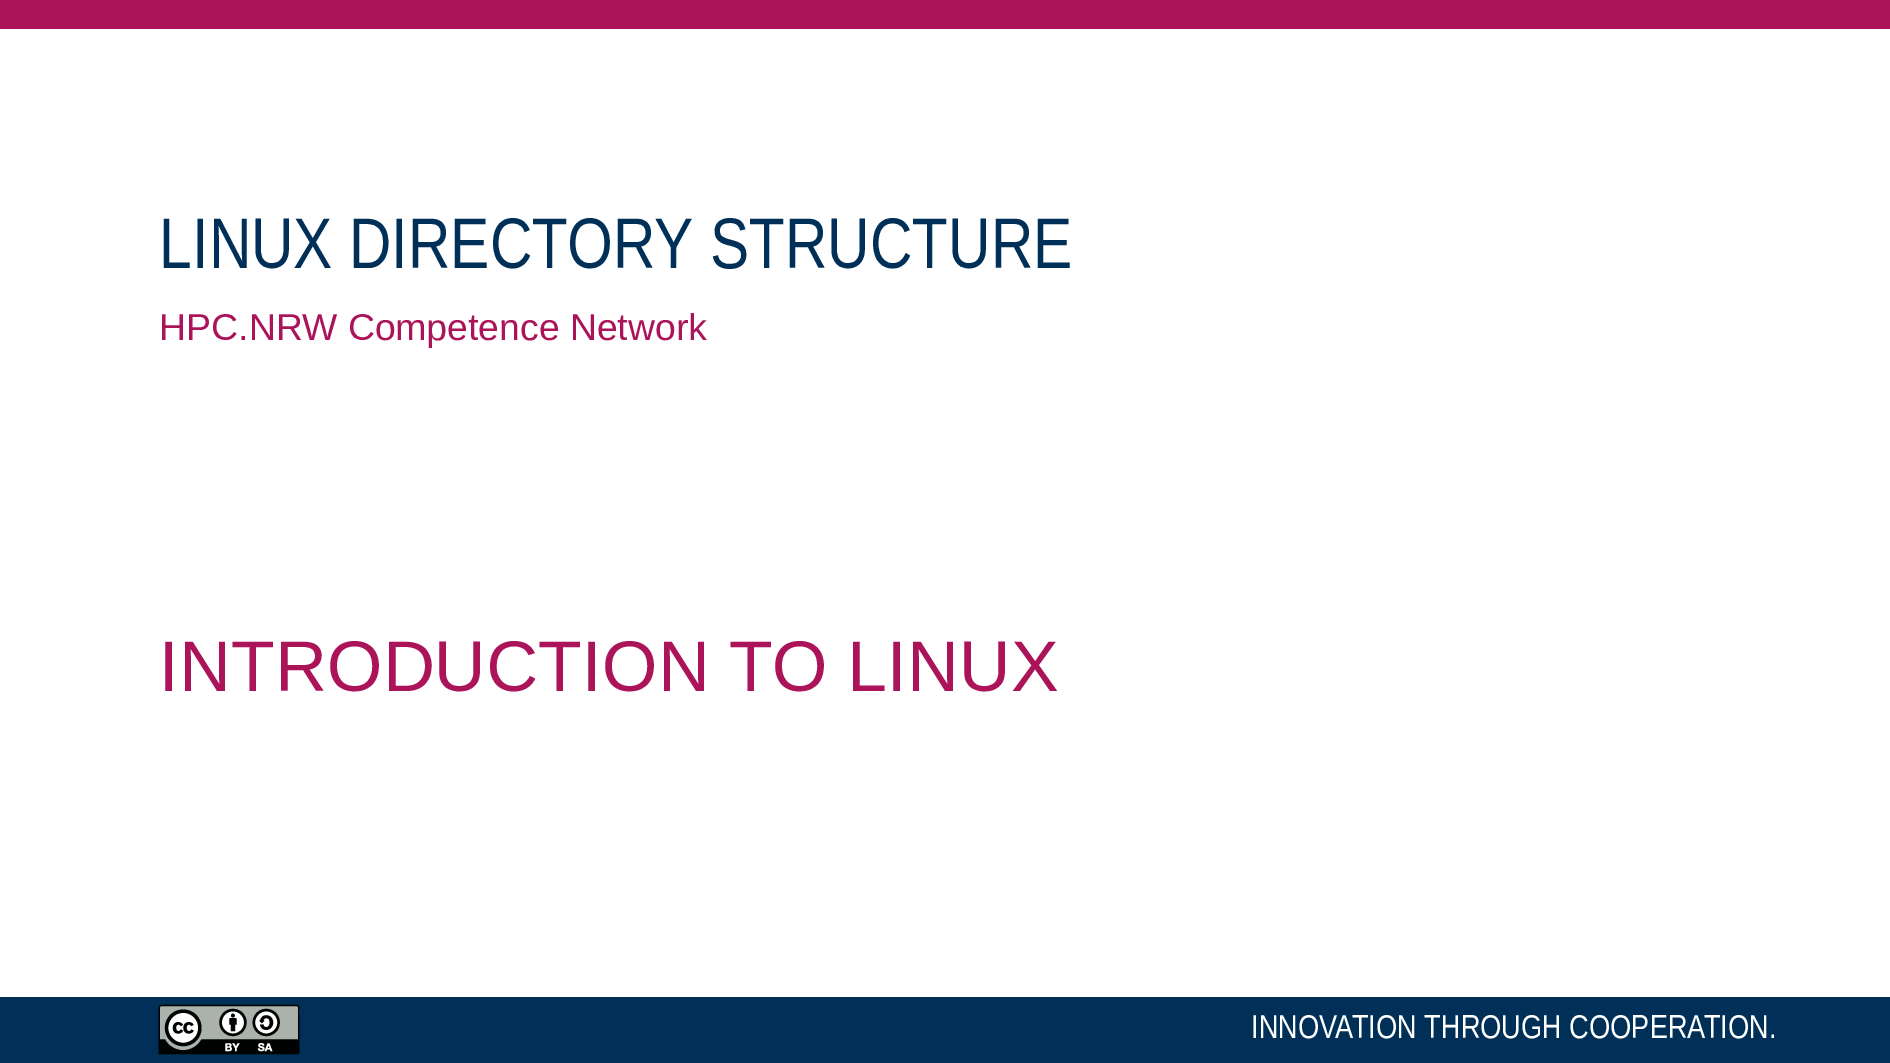 LINUX DIRECTORY STRUCTURE
HPC.NRW Competence Network
INTRODUCTION TO LINUX
cc
BY SA
INNOVATION THROUGH COOPERATION.